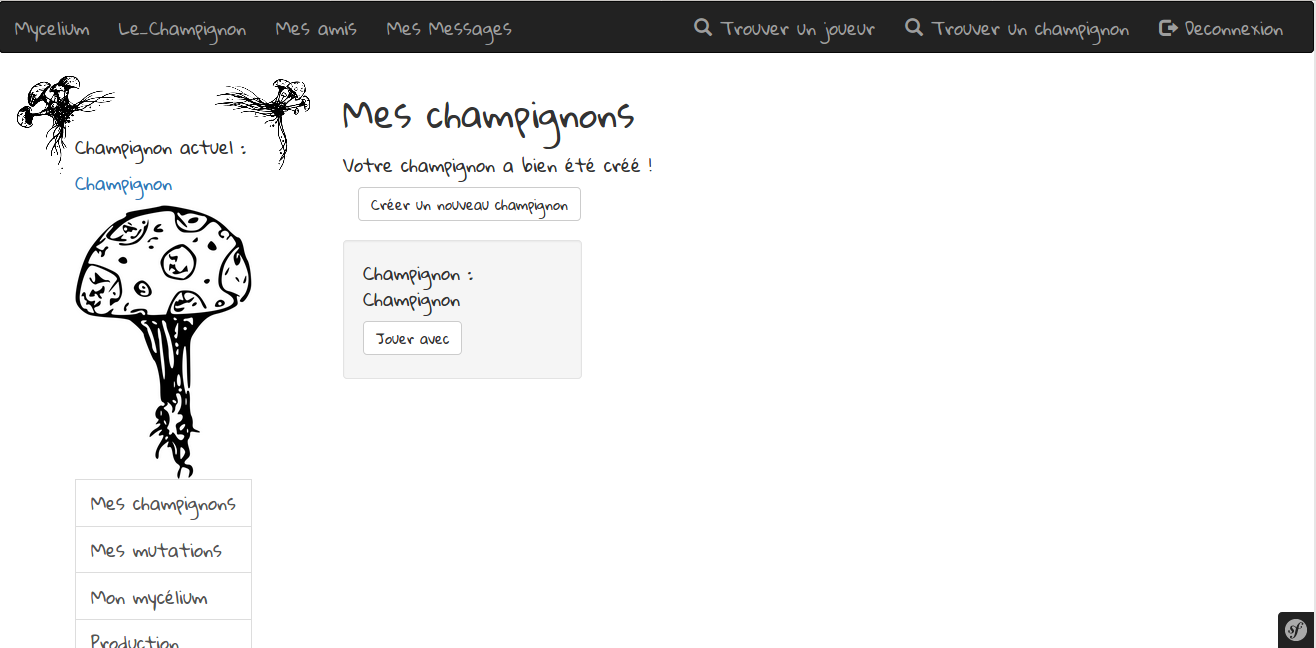 Mycelium Le_Champignon Mes amis Mes Messages Trouver un joueur Trouver un champignon Deconnexion
Champignon actuel :
Champignon
Mes champignons
Mes mutations
Mon mycélium
Production
Mes champignons
Votre champignon a bien été créé !
Créer un nouveau champignon
Champignon :
Champignon
Jouer avec
sf